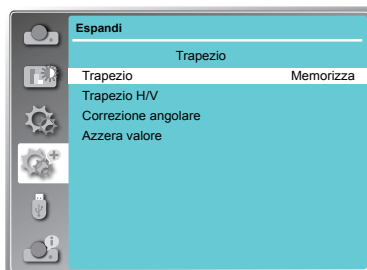 Espandi
Trapezio
Trapezio Memorizza
Trapezio H/V
Correzione angolare
Azzera valore